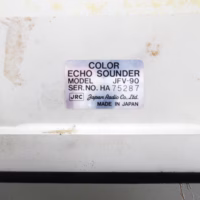 COLOR
ECHO SOUNDER
MODEL JFV-90
SER.NO. HA 75287
JRC Japan Radio Co., Ltd.
MADE IN JAPAN